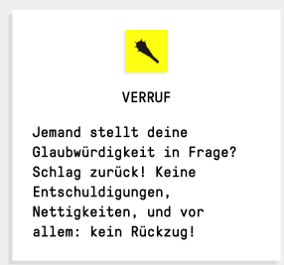 VERRUF
Jemand stellt deine
Glaubwürdigkeit in Frage?
Schlag zurück! Keine
Entschuldigungen,
Nettigkeiten, und vor
allem: kein Rückzug!